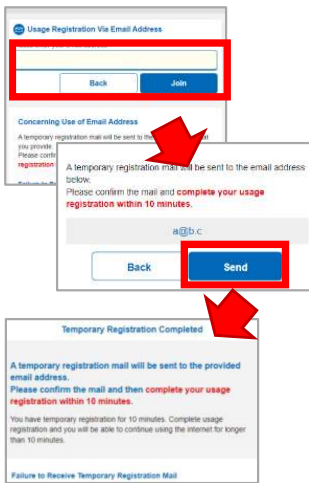 Usage Registration Via Email Address
Back
Join
Concerning Use of Email Address
A temporary registration mail will be sent to the
you provide.
Please confir
registration
A temporary registration mail will be sent to the email address
below.
Please confirm the mail and complete your usage
registration within 10 minutes.
a@b.c
Back
Send
Temporary Registration Completed
A temporary registration mail will be sent to the provided
email address.
Please confirm the mail and then complete your usage
registration within 10 minutes.
You have temporary registration for 10 minutes. Complete usage
registration and you will be able to continue using the internet for longer
than 10 minutes.
Failure to Receive Temporary Registration Mail